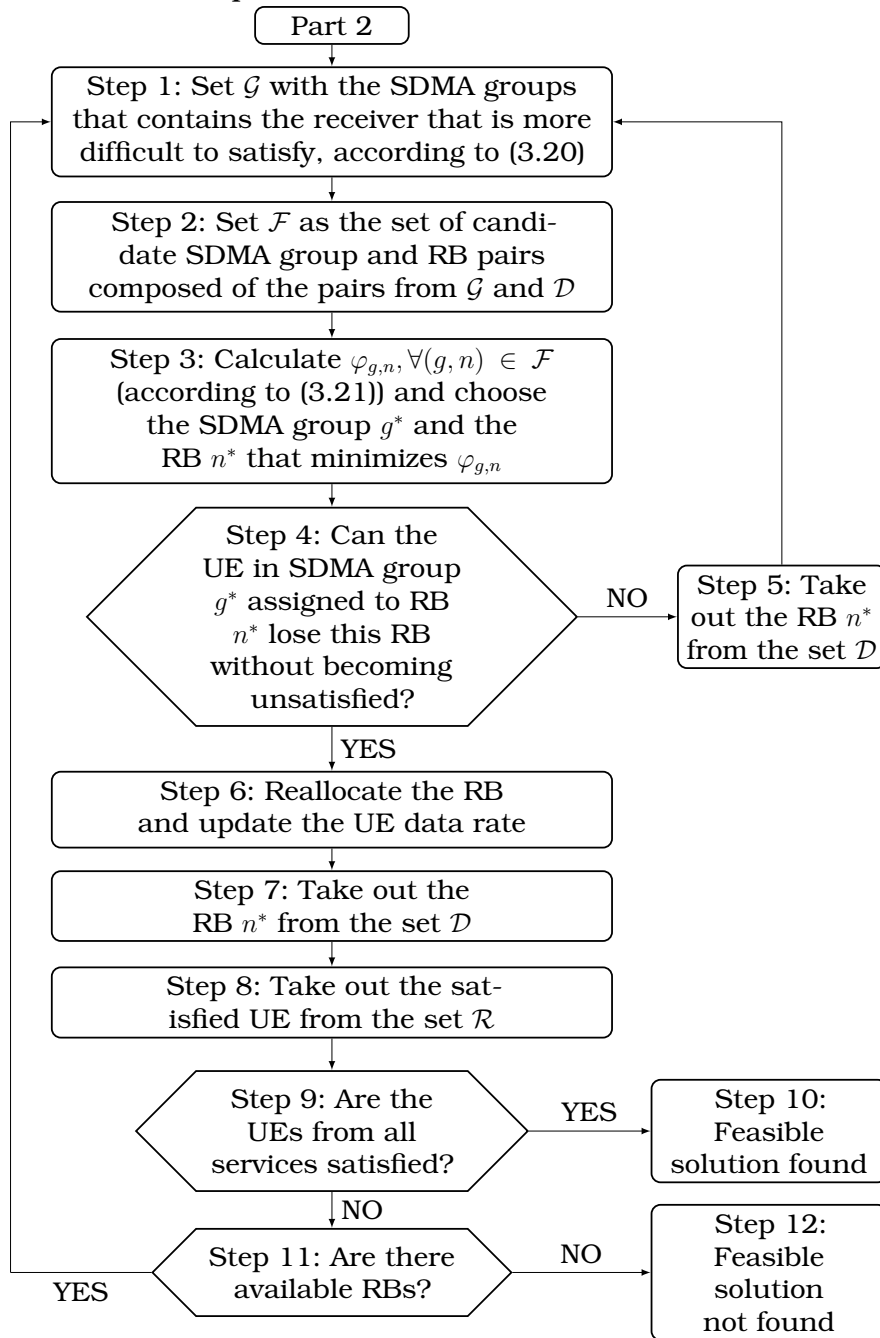 Part 2
Step 1: Set 𝒢 with the SDMA groups
that contains the receiver that is more
difficult to satisfy, according to (3.20)
Step 2: Set ℱ as the set of candi-
date SDMA group and RB pairs
composed of the pairs from 𝒢 and 𝒟
Step 3: Calculate φ_{g,n}, ∀(g, n) ∈ ℱ
(according to (3.21)) and choose
the SDMA group g* and the
RB n* that minimizes φ_{g,n}
Step 4: Can the
UE in SDMA group
g* assigned to RB
n* lose this RB
without becoming
unsatisfied?
NO
Step 5: Take
out the RB n*
from the set 𝒟
YES
Step 6: Reallocate the RB
and update the UE data rate
Step 7: Take out the
RB n* from the set 𝒟
Step 8: Take out the sat-
isfied UE from the set ℛ
Step 9: Are the
UEs from all
services satisfied?
YES
Step 10:
Feasible
solution found
NO
Step 11: Are there
available RBs?
YES
NO
Step 12:
Feasible
solution
not found